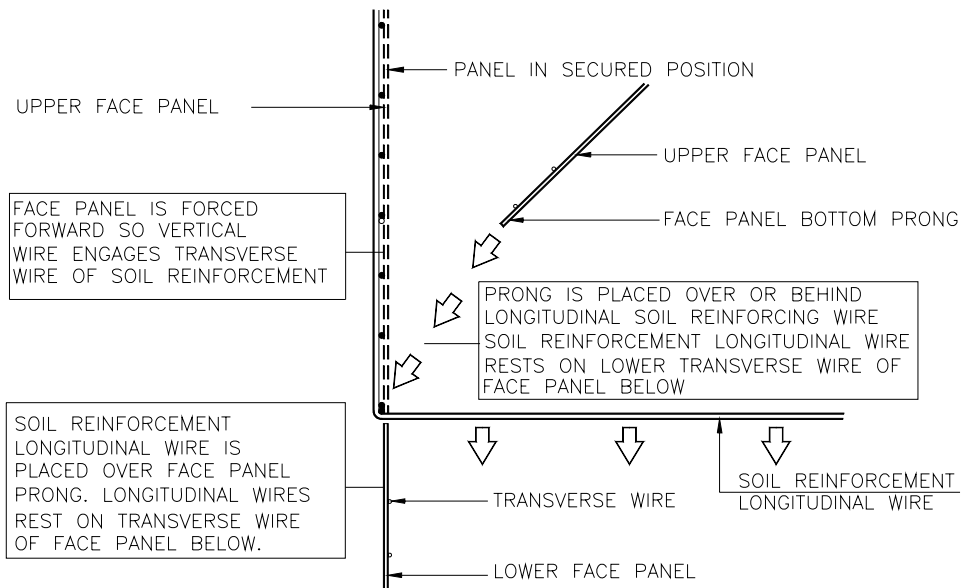 PANEL IN SECURED POSITION
UPPER FACE PANEL
UPPER FACE PANEL
FACE PANEL BOTTOM PRONG
FACE PANEL IS FORCED
FORWARD SO VERTICAL
WIRE ENGAGES TRANSVERSE
WIRE OF SOIL REINFORCEMENT
PRONG IS PLACED OVER OR BEHIND
LONGITUDINAL SOIL REINFORCING WIRE
SOIL REINFORCEMENT LONGITUDINAL WIRE
RESTS ON LOWER TRANSVERSE WIRE OF
FACE PANEL BELOW
SOIL REINFORCEMENT
LONGITUDINAL WIRE IS
PLACED OVER FACE PANEL
PRONG. LONGITUDINAL WIRES
REST ON TRANSVERSE WIRE
OF FACE PANEL BELOW.
SOIL REINFORCEMENT
LONGITUDINAL WIRE
TRANSVERSE WIRE
LOWER FACE PANEL